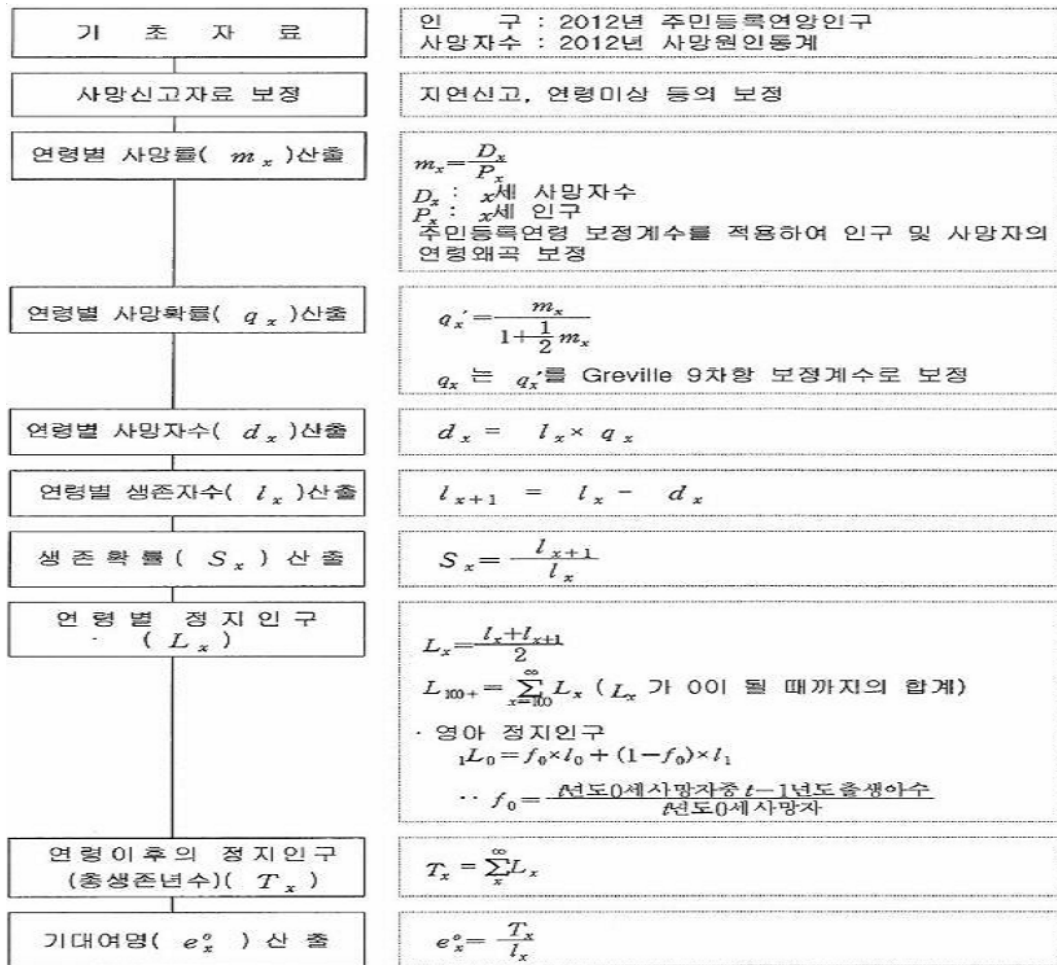 기 초 자 료
인 구 : 2012년 주민등록연앙인구
사망자수 : 2012년 사망원인통계
사망신고자료 보정
지연신고, 연령미상 등의 보정
연령별 사망률( m_x )산출
m_x = D_x / P_x
D_x : x세 사망자수
P_x : x세 인구
주민등록연령 보정계수를 적용하여 인구 및 사망자의
연령왜곡 보정
연령별 사망확률( q_x )산출
q_x′ = m_x / (1 + 1/2 m_x)
q_x 는 q_x′를 Greville 9차항 보정계수로 보정
연령별 사망자수( d_x )산출
d_x = l_x × q_x
연령별 생존자수( l_x )산출
l_{x+1} = l_x - d_x
생 존 확 률 ( S_x ) 산 출
S_x = l_{x+1} / l_x
연 령 별 정 지 인 구
· ( L_x )
L_x = (l_x + l_{x+1}) / 2
L_{100+} = ∑_{x=100}^{∞} L_x ( L_x 가 0이 될 때까지의 합계)
· 영아 정지인구
₁L₀ = f₀ × l₀ + (1 − f₀) × l₁
·· f₀ = t년도0세사망자중 t−1년도출생아수 / t년도0세사망자
연령이후의 정지인구
(총생존년수)( T_x )
T_x = ∑_{x}^{∞} L_x
기대여명( e_x^o ) 산 출
e_x^o = T_x / l_x